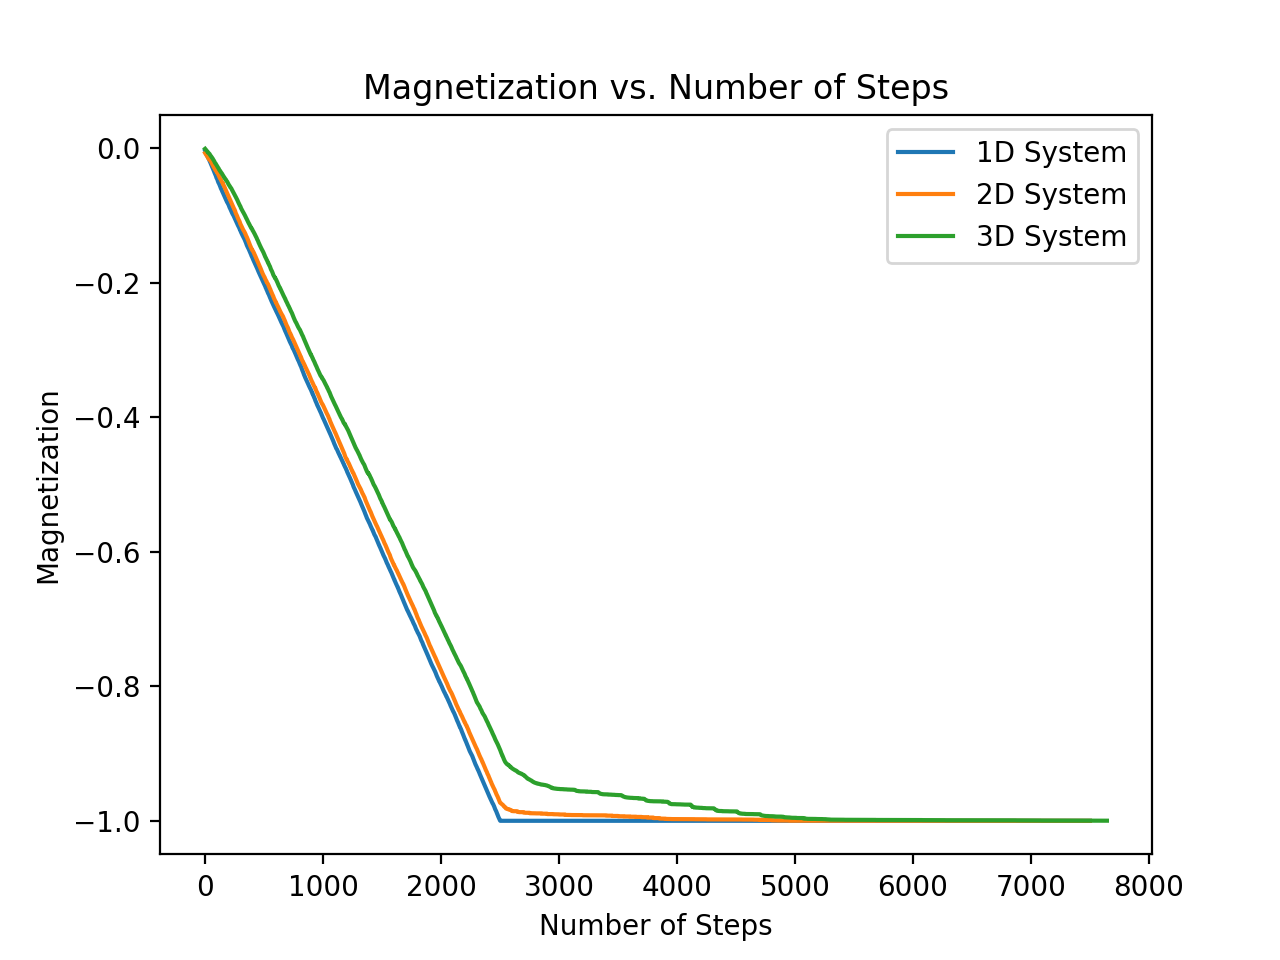 Magnetization vs. Number of Steps
1D System
2D System
3D System
0.0
−0.2
−0.4
−0.6
−0.8
−1.0
Magnetization
0 1000 2000 3000 4000 5000 6000 7000 8000
Number of Steps